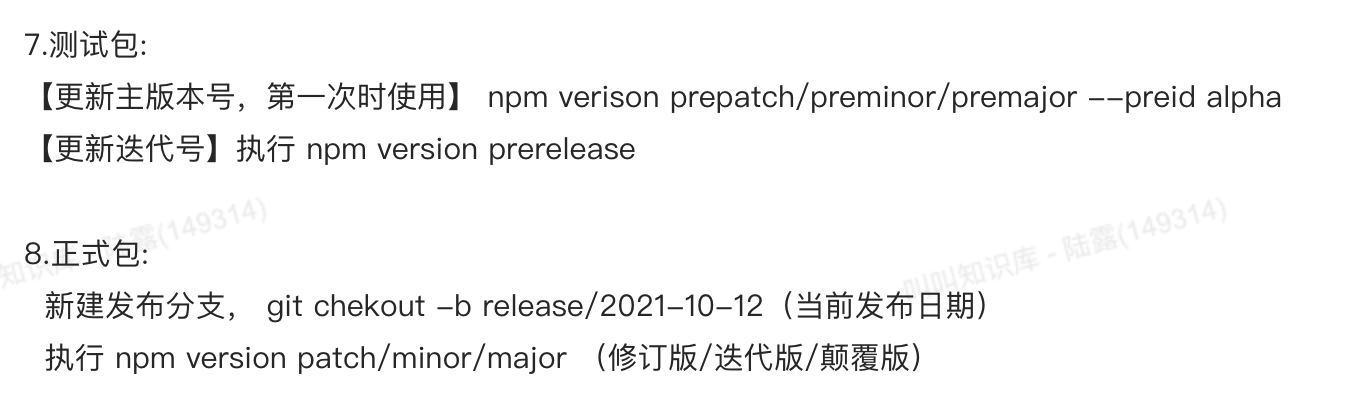 7.测试包:
【更新主版本号，第一次时使用】 npm verison prepatch/preminor/premajor --preid alpha
【更新迭代号】执行 npm version prerelease
知识库 - 陆露(149314)
叫叫知识库 - 陆露(149314)
8.正式包:
新建发布分支， git chekout -b release/2021-10-12（当前发布日期）
执行 npm version patch/minor/major （修订版/迭代版/颠覆版）